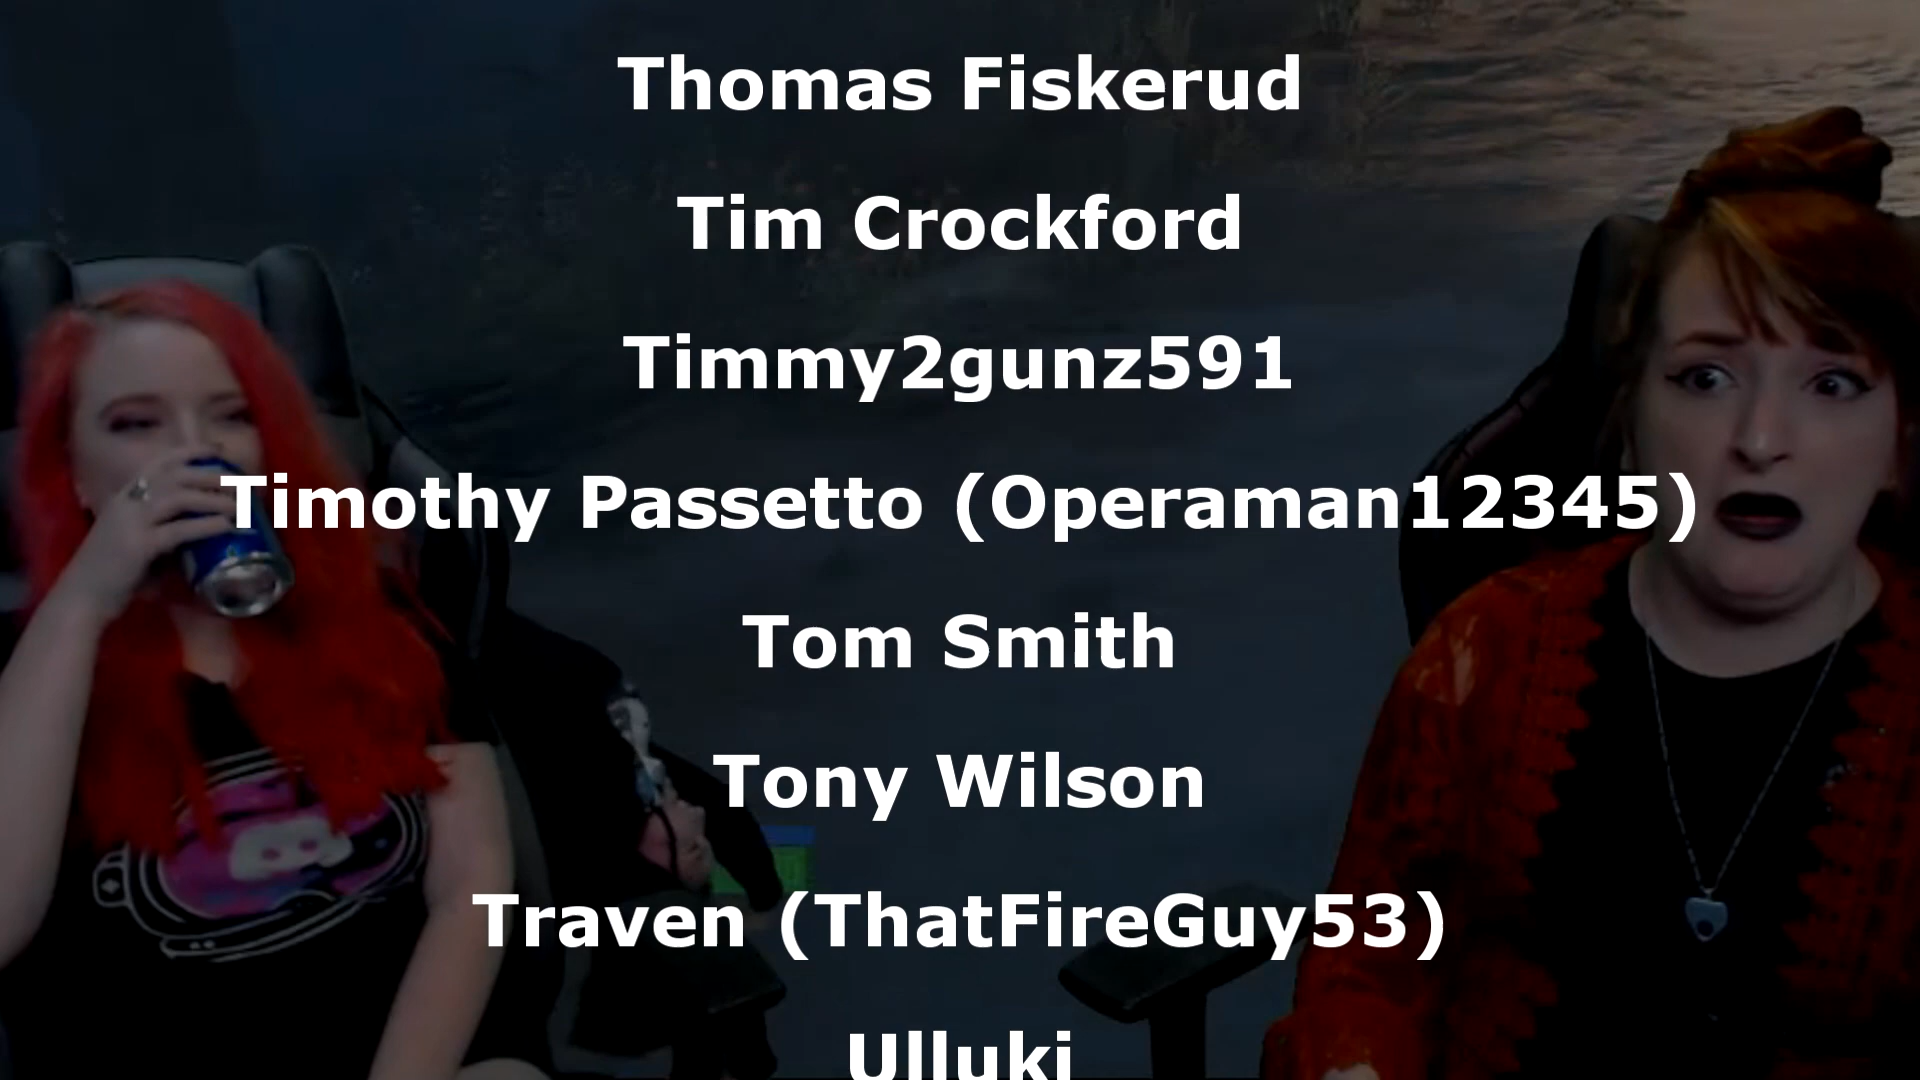 Thomas Fiskerud
Tim Crockford
Timmy2gunz591
Timothy Passetto (Operaman12345)
Tom Smith
Tony Wilson
Traven (ThatFireGuy53)
Ulluki